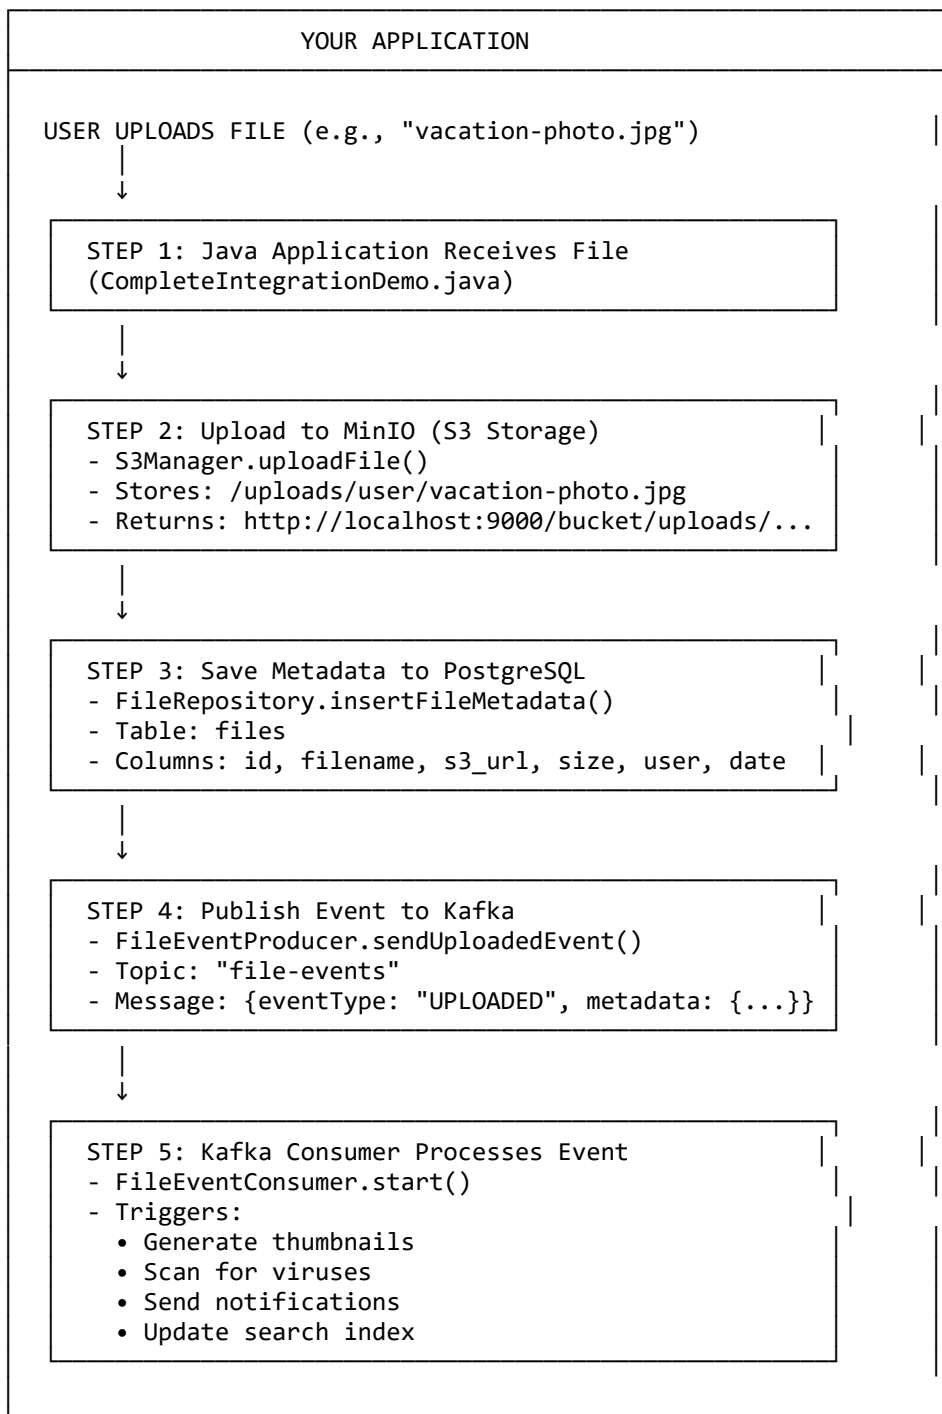 YOUR APPLICATION
USER UPLOADS FILE (e.g., "vacation-photo.jpg")
↓
STEP 1: Java Application Receives File
(CompleteIntegrationDemo.java)
↓
STEP 2: Upload to MinIO (S3 Storage)
- S3Manager.uploadFile()
- Stores: /uploads/user/vacation-photo.jpg
- Returns: http://localhost:9000/bucket/uploads/...
↓
STEP 3: Save Metadata to PostgreSQL
- FileRepository.insertFileMetadata()
- Table: files
- Columns: id, filename, s3_url, size, user, date
↓
STEP 4: Publish Event to Kafka
- FileEventProducer.sendUploadedEvent()
- Topic: "file-events"
- Message: {eventType: "UPLOADED", metadata: {...}}
↓
STEP 5: Kafka Consumer Processes Event
- FileEventConsumer.start()
- Triggers:
• Generate thumbnails
• Scan for viruses
• Send notifications
• Update search index